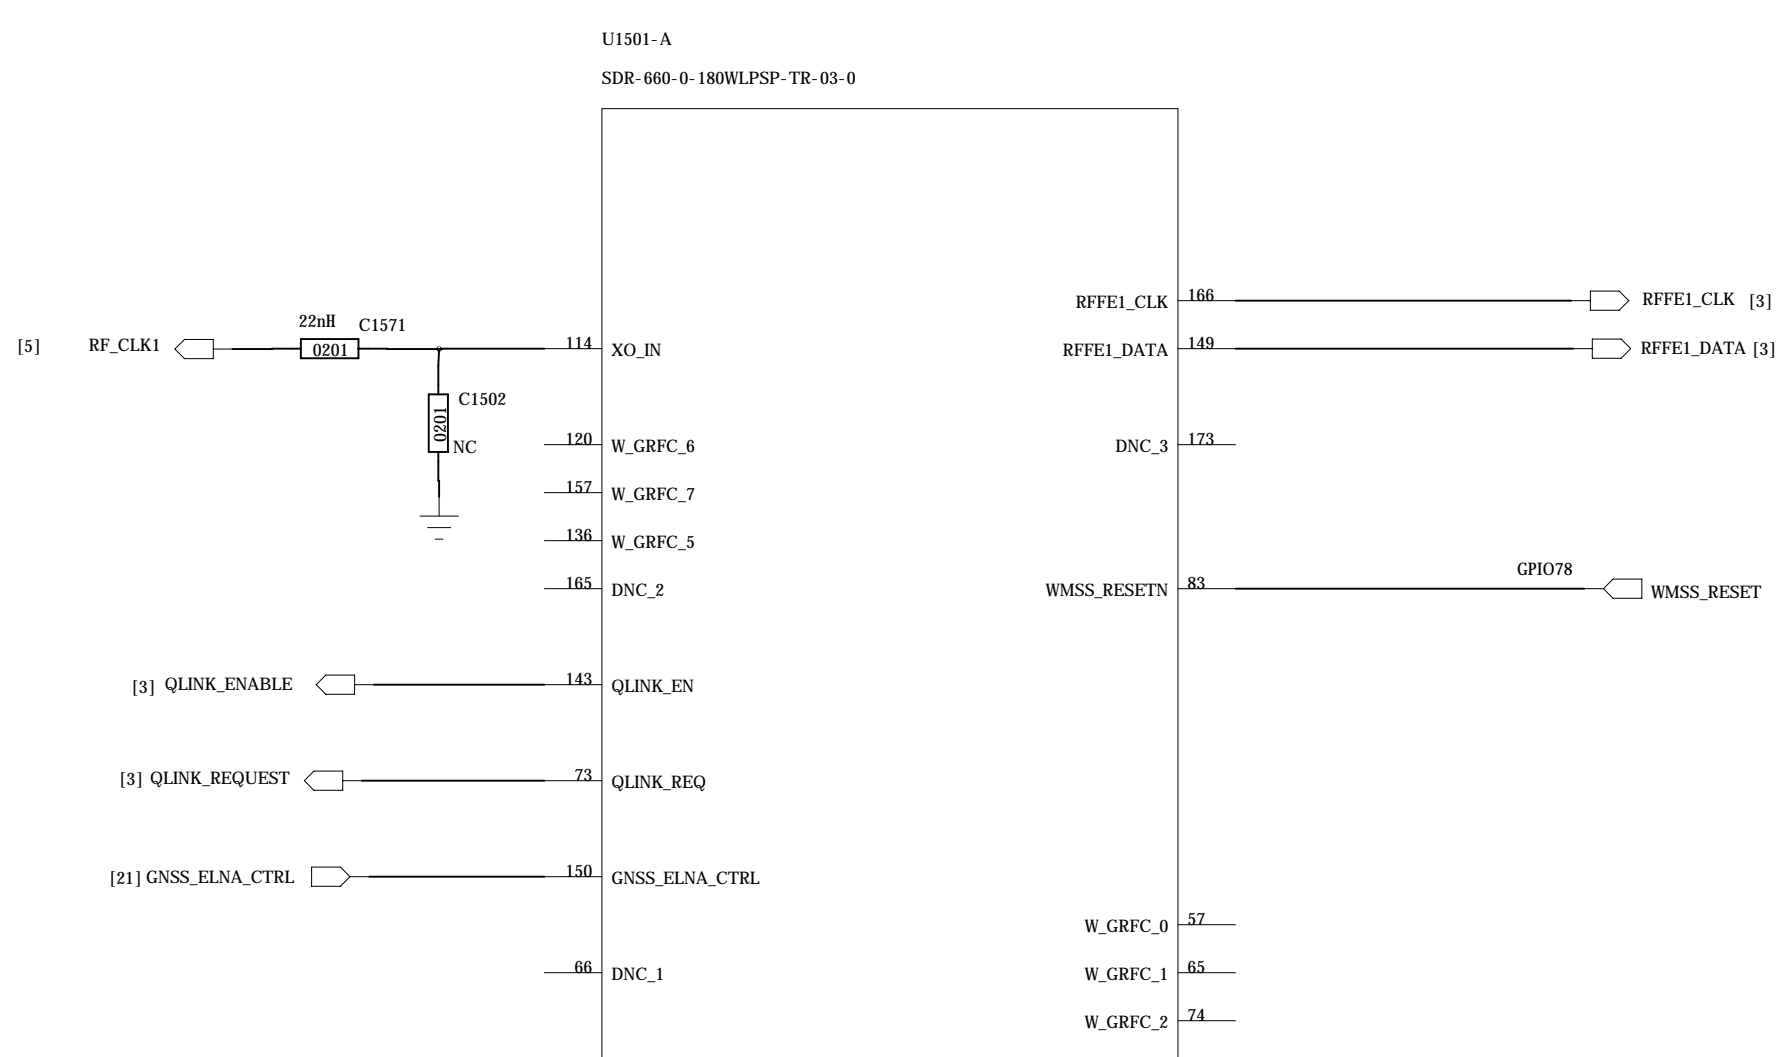 U1501-A
SDR-660-0-180WLPSP-TR-03-0
RFFE1_CLK 166 RFFE1_CLK [3]
22nH C1571
[5] RF_CLK1 0201 114 XO_IN RFFE1_DATA 149 RFFE1_DATA [3]
C1502
0201
NC
120 W_GRFC_6 DNC_3 173
157 W_GRFC_7
136 W_GRFC_5
GPIO78
165 DNC_2 WMSS_RESETN 83 WMSS_RESET
[3] QLINK_ENABLE 143 QLINK_EN
[3] QLINK_REQUEST 73 QLINK_REQ
[21] GNSS_ELNA_CTRL 150 GNSS_ELNA_CTRL
W_GRFC_0 57
66 DNC_1 W_GRFC_1 65
W_GRFC_2 74